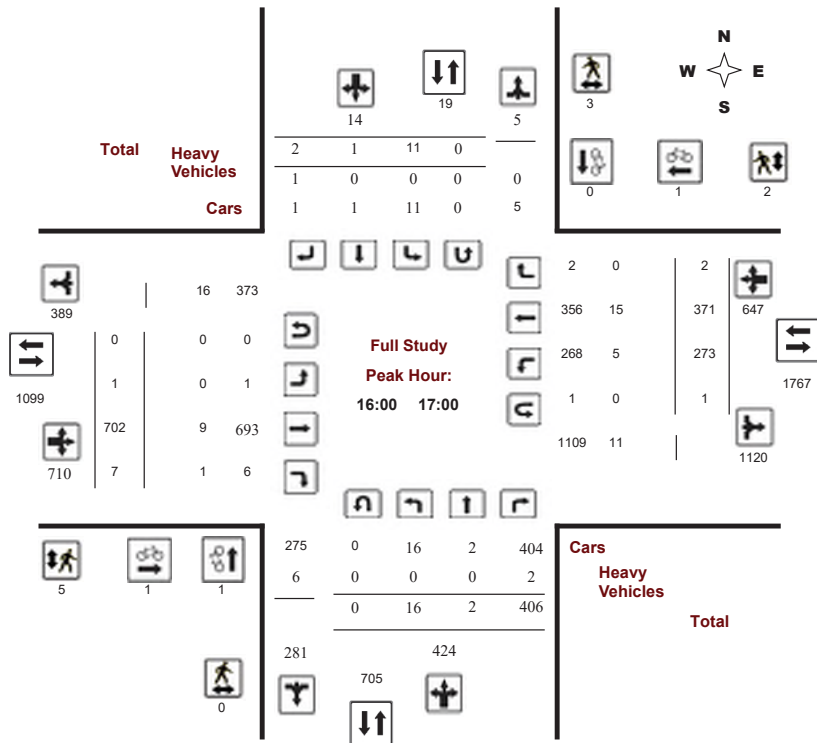 N
W E
S
14 19 5 3
Total Heavy Vehicles 2 1 11 0
1 0 0 0 0
Cars 1 1 11 0 5
0 1 2
389 16 373
2 0 2
647
0 0 0
356 15 371
1099 1 0 1
Full Study
Peak Hour:
16:00 17:00
268 5 273
1767
702 9 693
1 0 1
710 7 1 6
1109 11 1120
275 0 16 2 404 Cars
6 0 0 0 2 Heavy Vehicles
0 16 2 406 Total
5 1 1
281 424
705
0